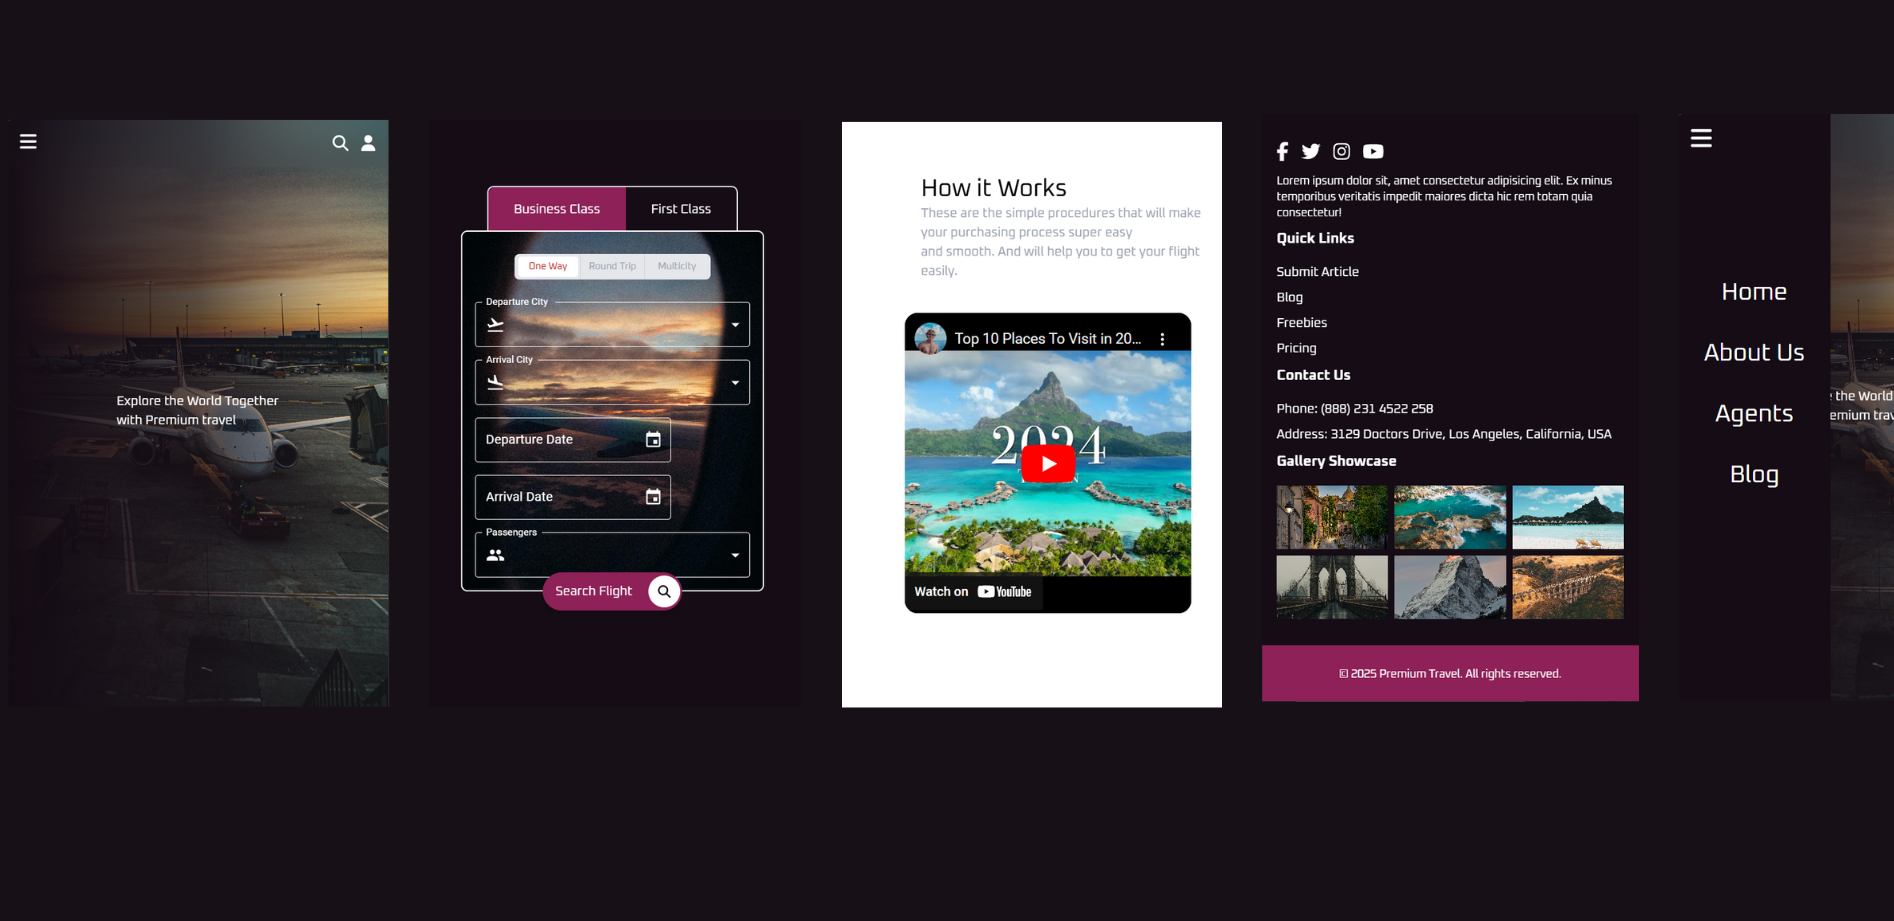 Explore the World Together
with Premium travel
Business Class
First Class
One Way
Round Trip
Multicity
Departure City
Arrival City
Departure Date
Arrival Date
Passengers
Search Flight
How it Works
These are the simple procedures that will make
your purchasing process super easy
and smooth. And will help you to get your flight
easily.
Top 10 Places To Visit in 20...
2024
Watch on YouTube
Lorem ipsum dolor sit, amet consectetur adipisicing elit. Ex minus
temporibus veritatis impedit maiores dicta hic rem totam quia
consectetur!
Quick Links
Submit Article
Blog
Freebies
Pricing
Contact Us
Phone: (888) 231 4522 258
Address: 3129 Doctors Drive, Los Angeles, California, USA
Gallery Showcase
© 2025 Premium Travel. All rights reserved.
Home
About Us
Agents
Blog
the World